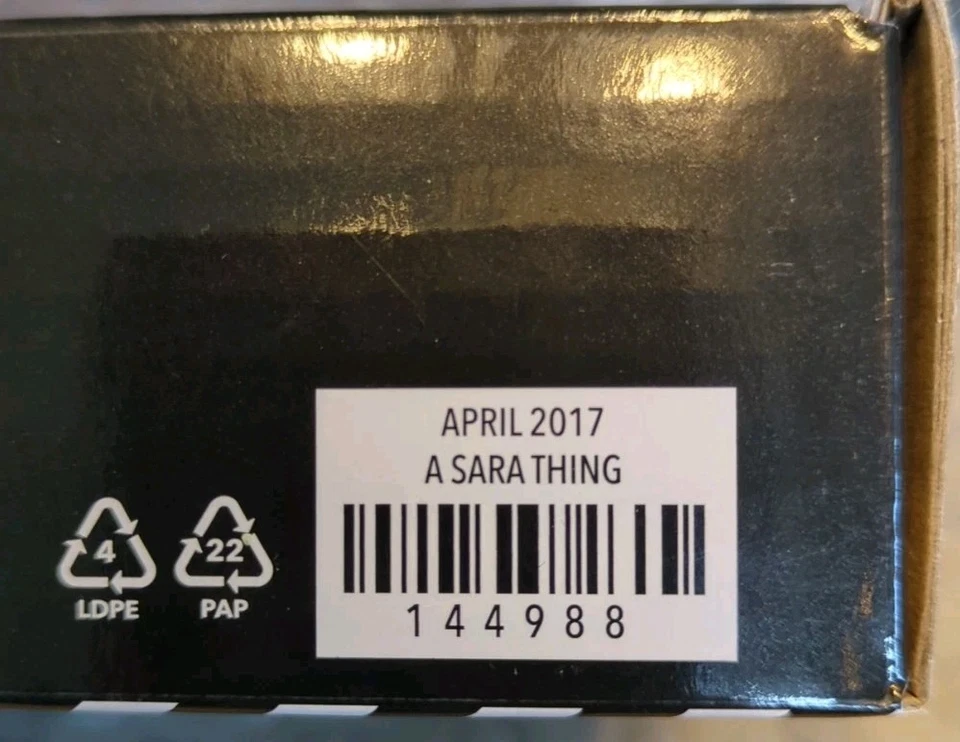 APRIL 2017
A SARA THING
144988
4
LDPE
22
PAP